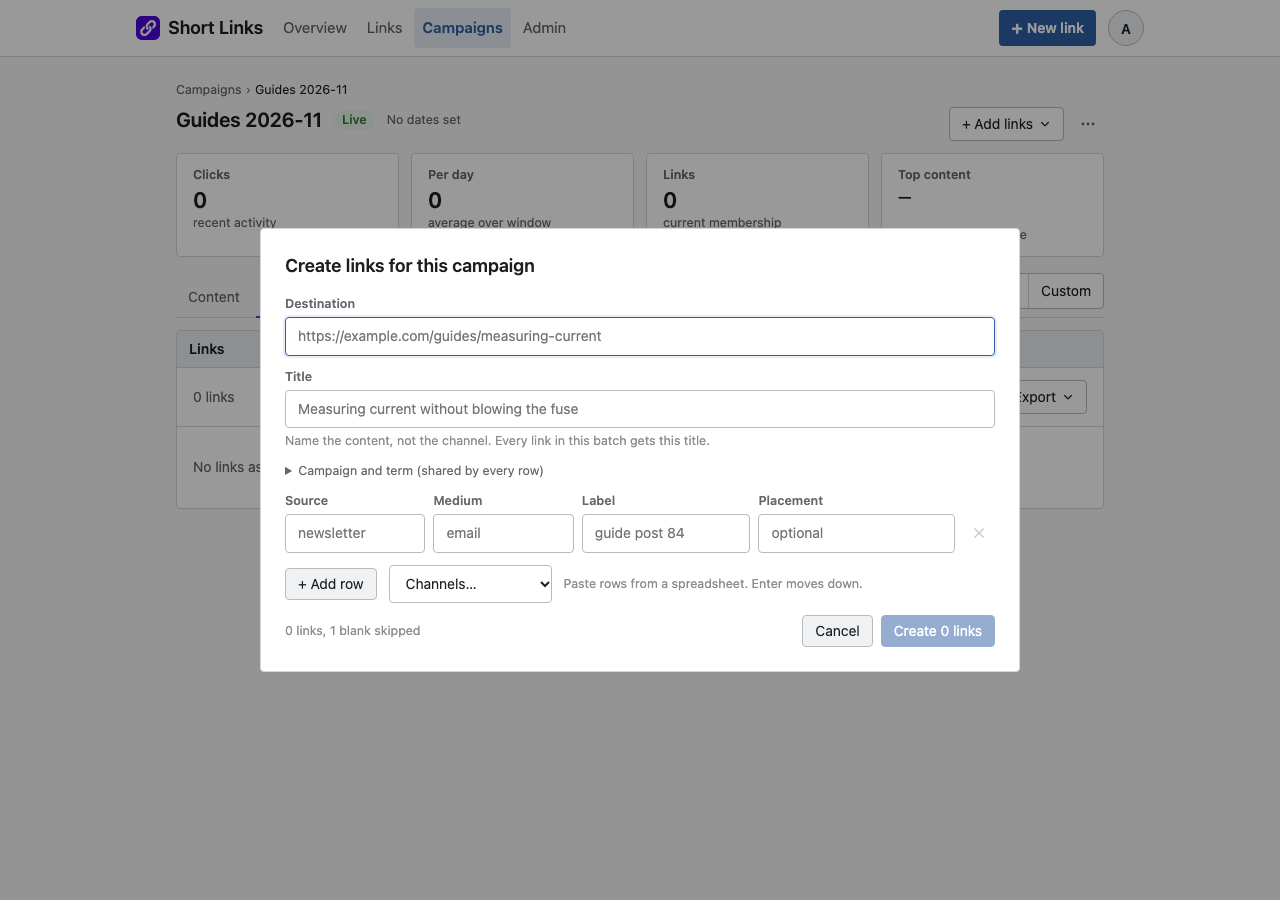 Short Links
Overview
Links
Campaigns
Admin
+ New link
A
Campaigns › Guides 2026-11
Guides 2026-11
Live
No dates set
+ Add links
Clicks
0
recent activity
Per day
0
average over window
Links
0
current membership
Top content
—
e
Content
Custom
Links
0 links
Export
No links as
Create links for this campaign
Destination
https://example.com/guides/measuring-current
Title
Measuring current without blowing the fuse
Name the content, not the channel. Every link in this batch gets this title.
Campaign and term (shared by every row)
Source
Medium
Label
Placement
newsletter
email
guide post 84
optional
+ Add row
Channels...
Paste rows from a spreadsheet. Enter moves down.
0 links, 1 blank skipped
Cancel
Create 0 links